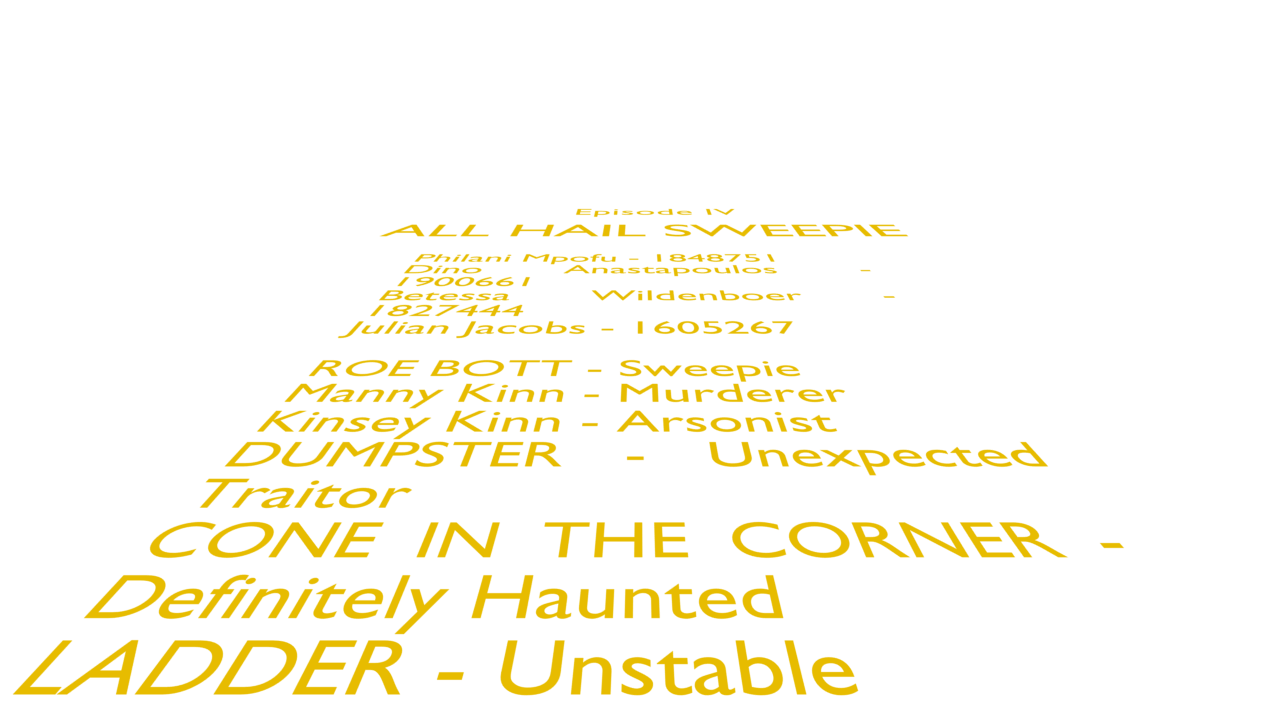 Episode IV
ALL HAIL SWEEPIE
Philani Mpofu - 1848751
Dino Anastapoulos -
1900661
Betessa Wildenboer -
1827444
Julian Jacobs - 1605267
ROE BOTT - Sweepie
Manny Kinn - Murderer
Kinsey Kinn - Arsonist
DUMPSTER - Unexpected
Traitor
CONE IN THE CORNER -
Definitely Haunted
LADDER - Unstable